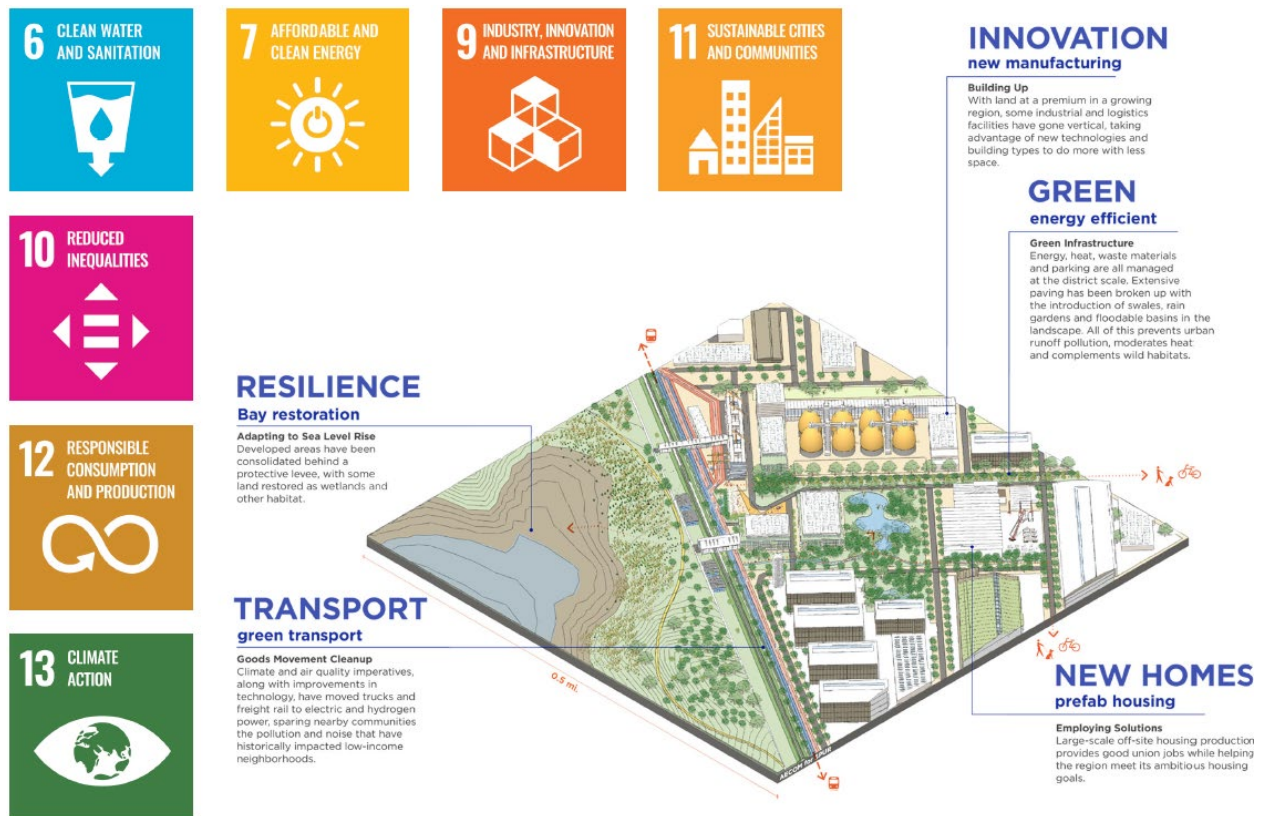 6 CLEAN WATER
AND SANITATION
7 AFFORDABLE AND
CLEAN ENERGY
9 INDUSTRY, INNOVATION
AND INFRASTRUCTURE
11 SUSTAINABLE CITIES
AND COMMUNITIES
10 REDUCED
INEQUALITIES
12 RESPONSIBLE
CONSUMPTION
AND PRODUCTION
13 CLIMATE
ACTION
INNOVATION
new manufacturing
Building Up
With land at a premium in a growing
region, some industrial and logistics
facilities have gone vertical, taking
advantage of new technologies and
building types to do more with less
space.
GREEN
energy efficient
Green Infrastructure
Energy, heat, waste materials
and parking are all managed
at the district scale. Extensive
paving has been broken up with
the introduction of swales, rain
gardens and floodable basins in the
landscape. All of this prevents urban
runoff pollution, moderates heat
and complements wild habitats.
RESILIENCE
Bay restoration
Adapting to Sea Level Rise
Developed areas have been
consolidated behind a
protective levee, with some
land restored as wetlands and
other habitat.
TRANSPORT
green transport
Goods Movement Cleanup
Climate and air quality imperatives,
along with improvements in
technology, have moved trucks and
freight rail to electric and hydrogen
power, sparing nearby communities
the pollution and noise that have
historically impacted low-income
neighborhoods.
0.5 mi.
AECOM for SPUR
NEW HOMES
prefab housing
Employing Solutions
Large-scale off-site housing production
provides good union jobs while helping
the region meet its ambitious housing
goals.